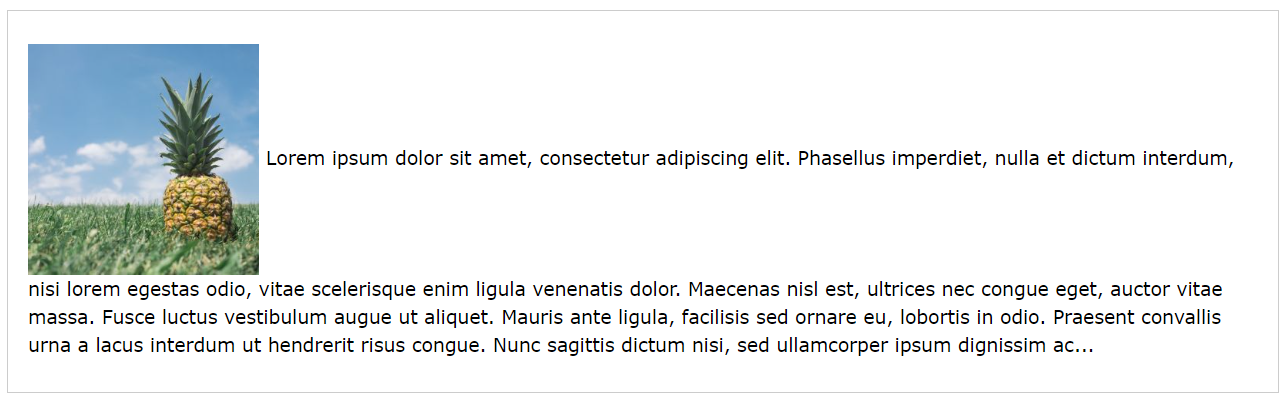 Lorem ipsum dolor sit amet, consectetur adipiscing elit. Phasellus imperdiet, nulla et dictum interdum,
nisi lorem egestas odio, vitae scelerisque enim ligula venenatis dolor. Maecenas nisl est, ultrices nec congue eget, auctor vitae
massa. Fusce luctus vestibulum augue ut aliquet. Mauris ante ligula, facilisis sed ornare eu, lobortis in odio. Praesent convallis
urna a lacus interdum ut hendrerit risus congue. Nunc sagittis dictum nisi, sed ullamcorper ipsum dignissim ac...